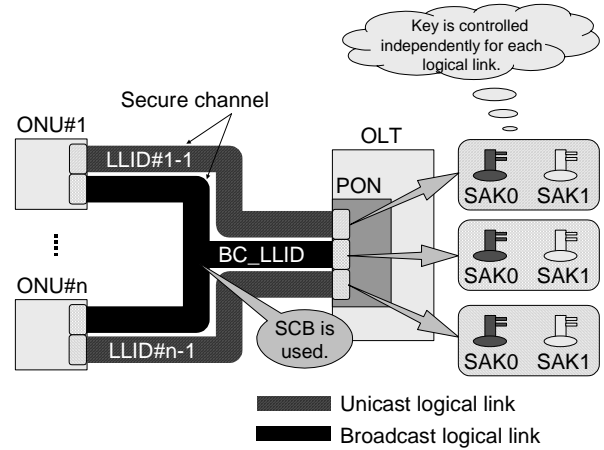 Key is controlled
independently for each
logical link.
Secure channel
ONU#1
OLT
LLID#1-1
PON
SAK0 SAK1
BC_LLID
SAK0 SAK1
ONU#n
SCB is
used.
LLID#n-1
SAK0 SAK1
Unicast logical link
Broadcast logical link